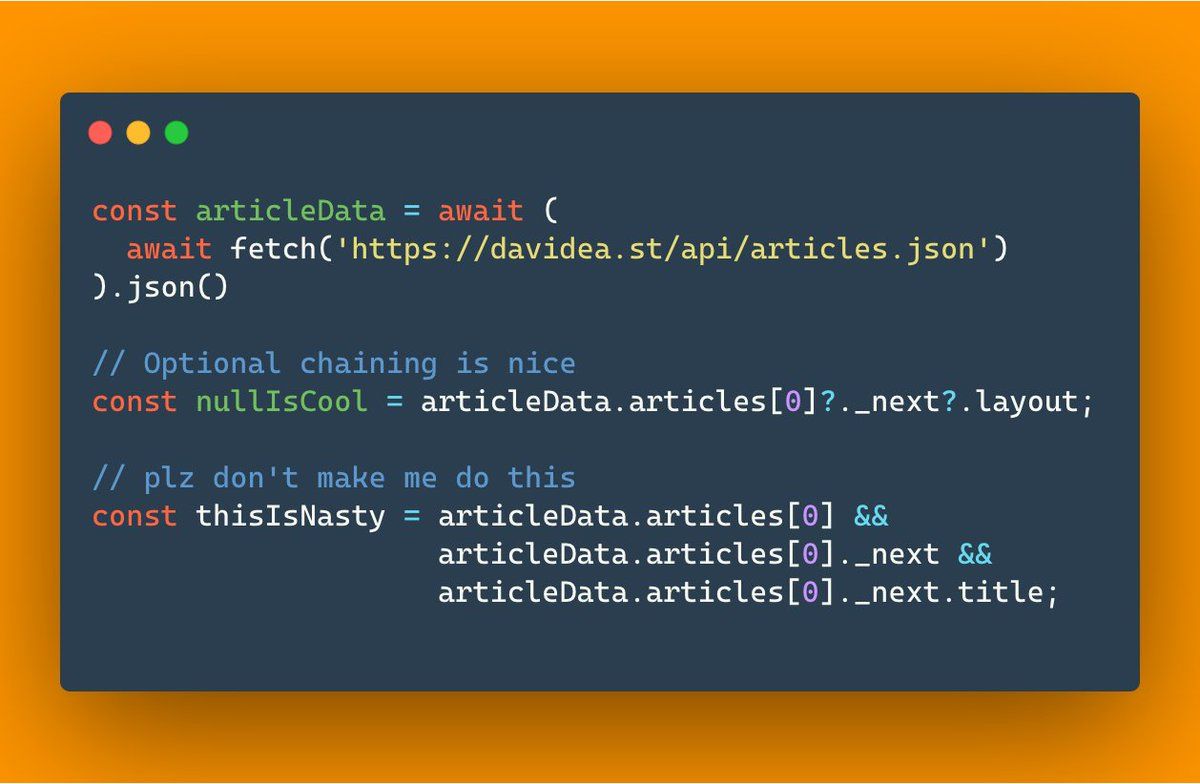 const articleData = await (
  await fetch('https://davidea.st/api/articles.json')
).json()

// Optional chaining is nice
const nullIsCool = articleData.articles[0]?._next?.layout;

// plz don't make me do this
const thisIsNasty = articleData.articles[0] &&
                    articleData.articles[0]._next &&
                    articleData.articles[0]._next.title;